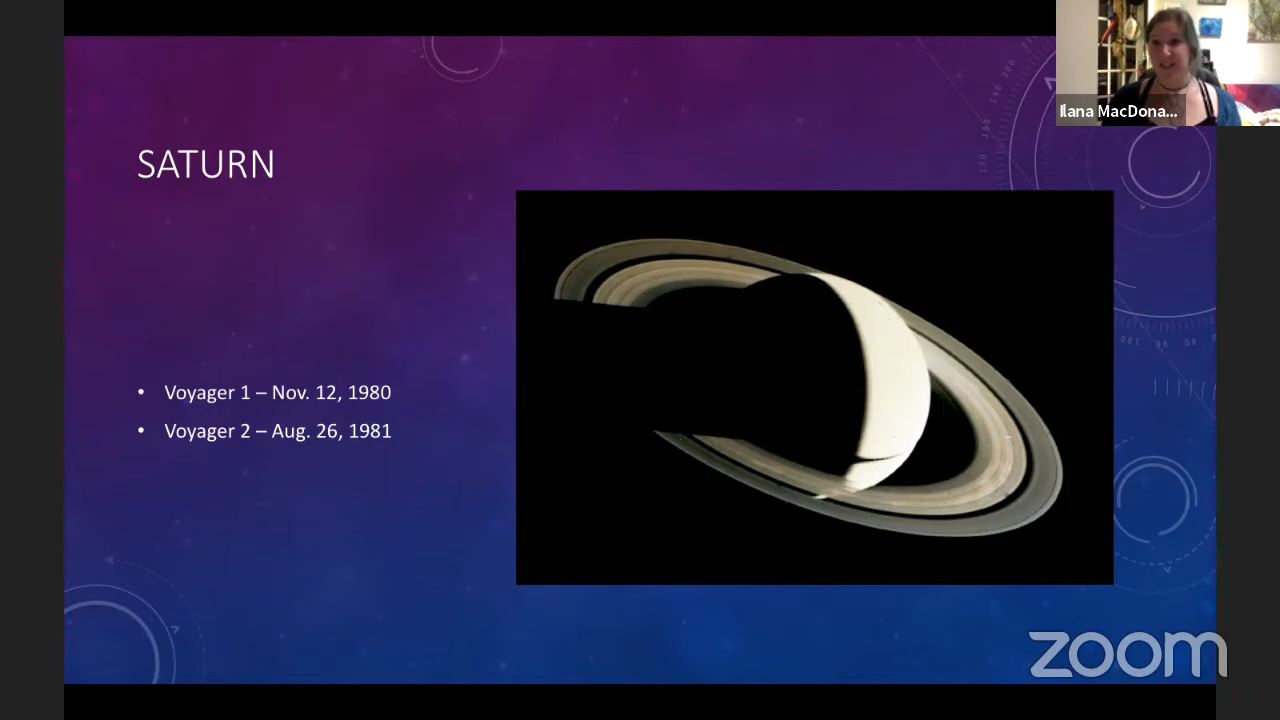 Ilana MacDona...
SATURN
• Voyager 1 – Nov. 12, 1980
• Voyager 2 – Aug. 26, 1981
zoom